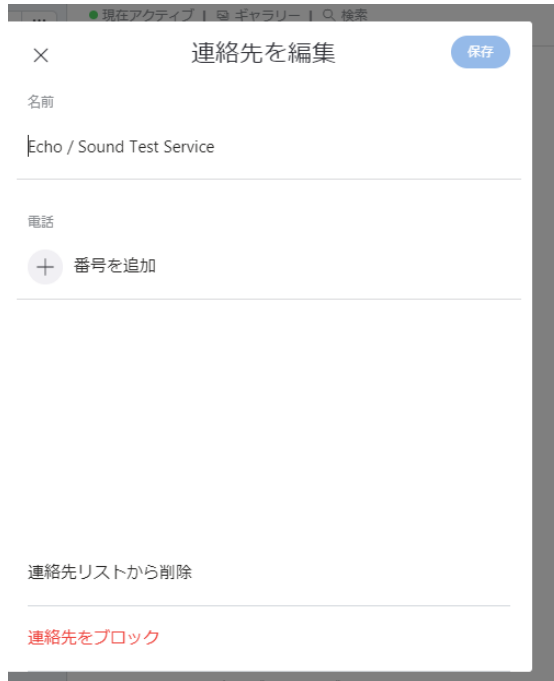 ... ● 現在アクティブ | ギャラリー | 検索
× 連絡先を編集 保存
名前
Echo / Sound Test Service
電話
+ 番号を追加
連絡先リストから削除
連絡先をブロック